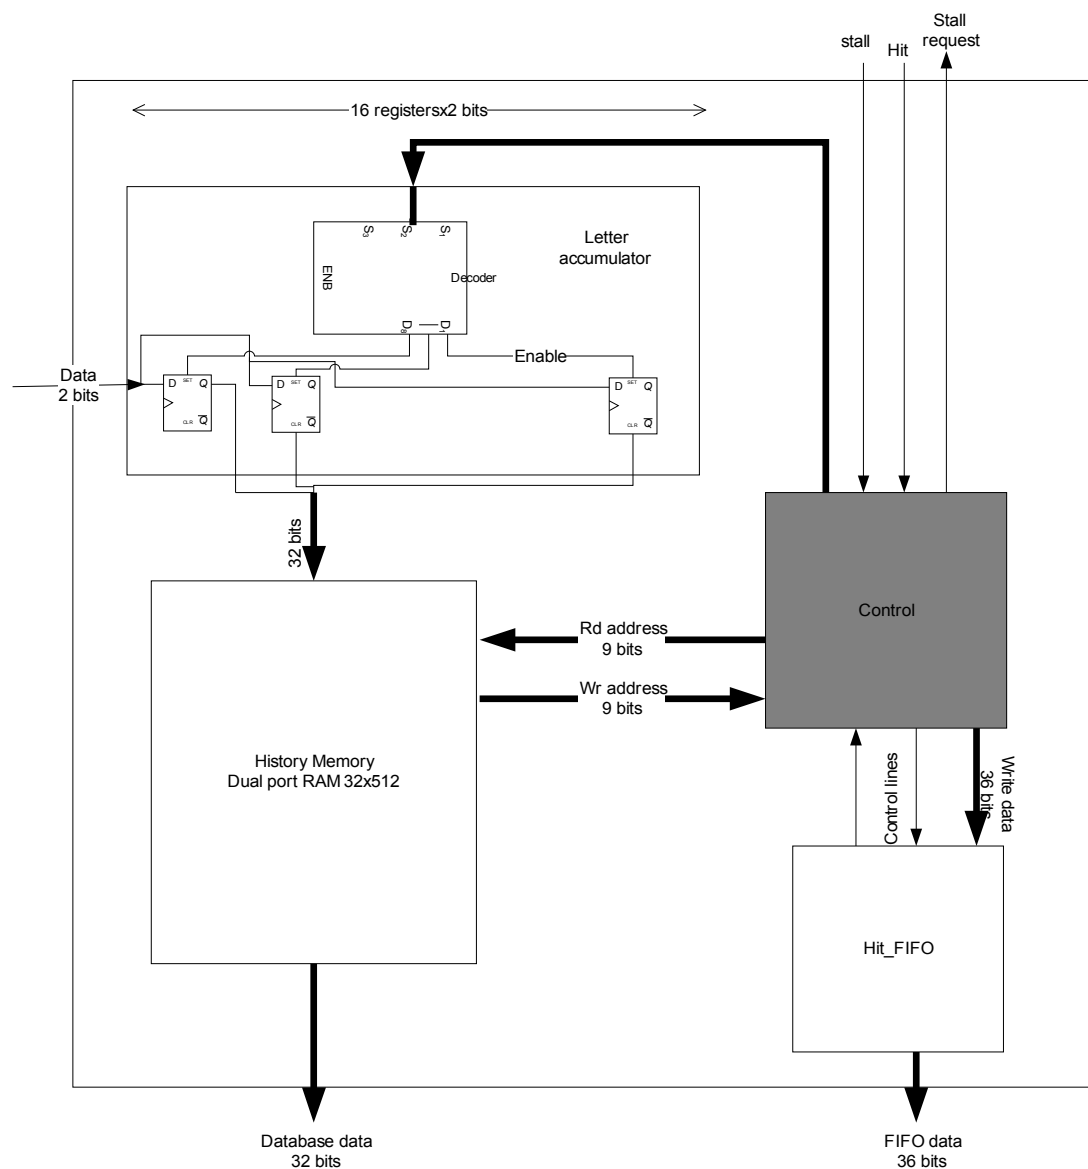 Stall
request
stall
Hit
16 registersx2 bits
S3
S2
S1
Letter
accumulator
ENB
Decoder
D8
D1
Enable
Data
2 bits
D
SET
Q
CLR
Q
D
SET
Q
CLR
Q
D
SET
Q
CLR
Q
32 bits
Control
Rd address
9 bits
Wr address
9 bits
History Memory
Dual port RAM 32x512
Control lines
Write data
36 bits
Hit_FIFO
Database data
32 bits
FIFO data
36 bits